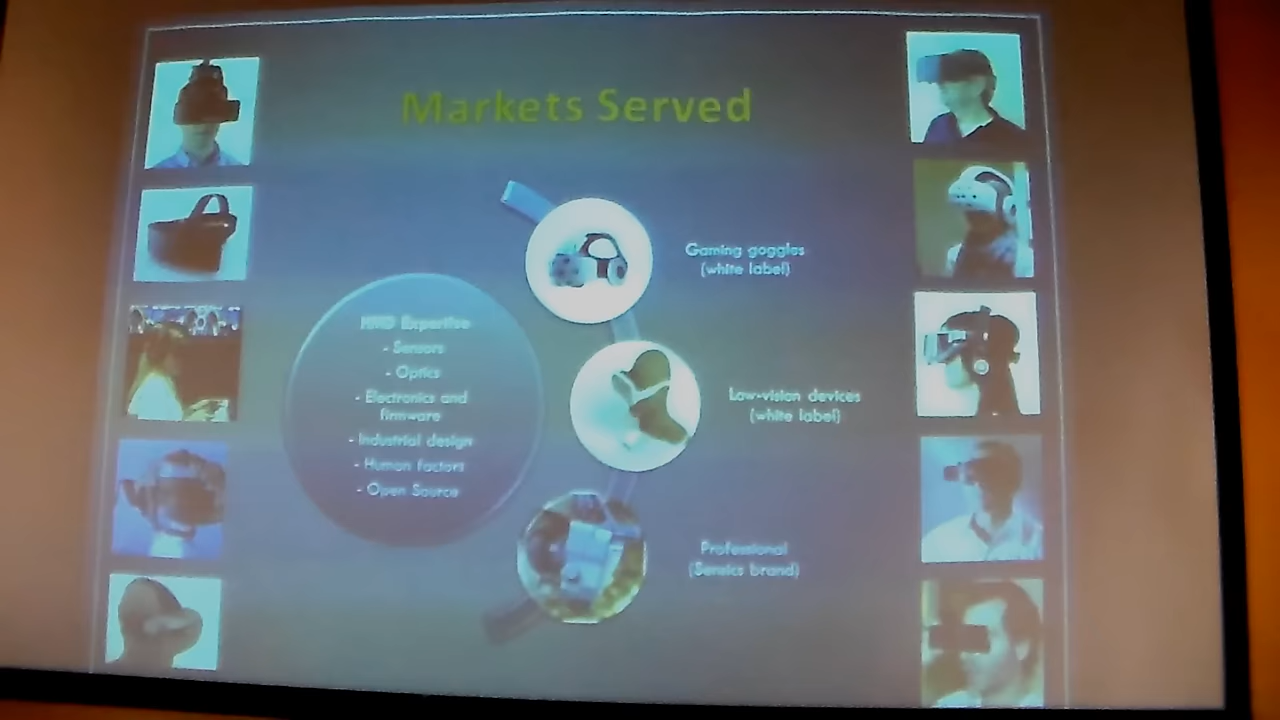 Markets Served
HMD Expertise
- Sensors
- Optics
- Electronics and
firmware
- Industrial design
- Human factors
- Open Source
Gaming goggles
(white label)
Low-vision devices
(white label)
Professional
(Sensics brand)